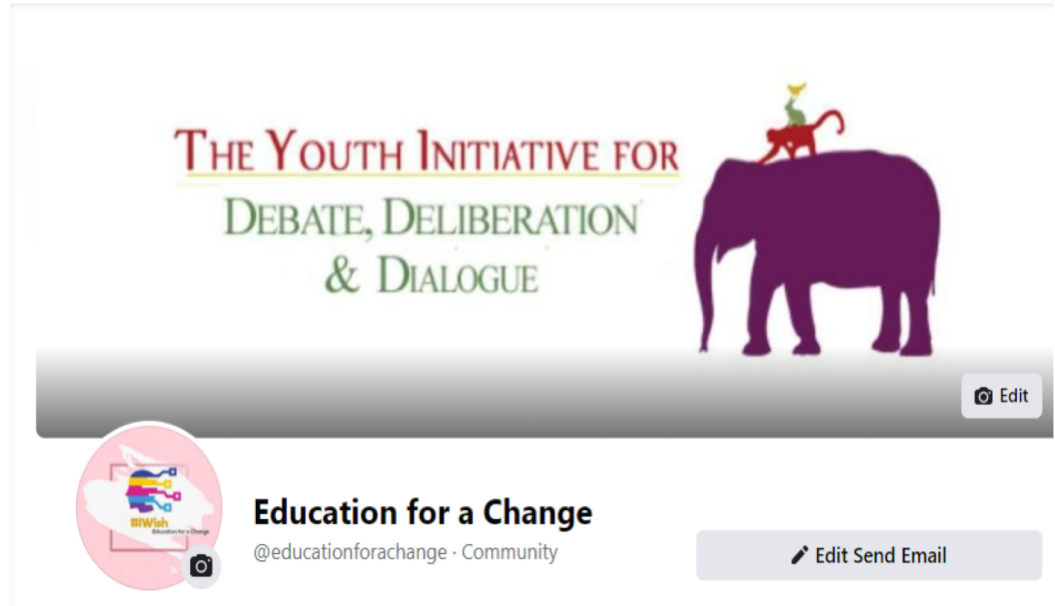 THE YOUTH INITIATIVE FOR
DEBATE, DELIBERATION
& DIALOGUE
Edit
#IWish
Education for a Change
Education for a Change
@educationforachange · Community
Edit Send Email